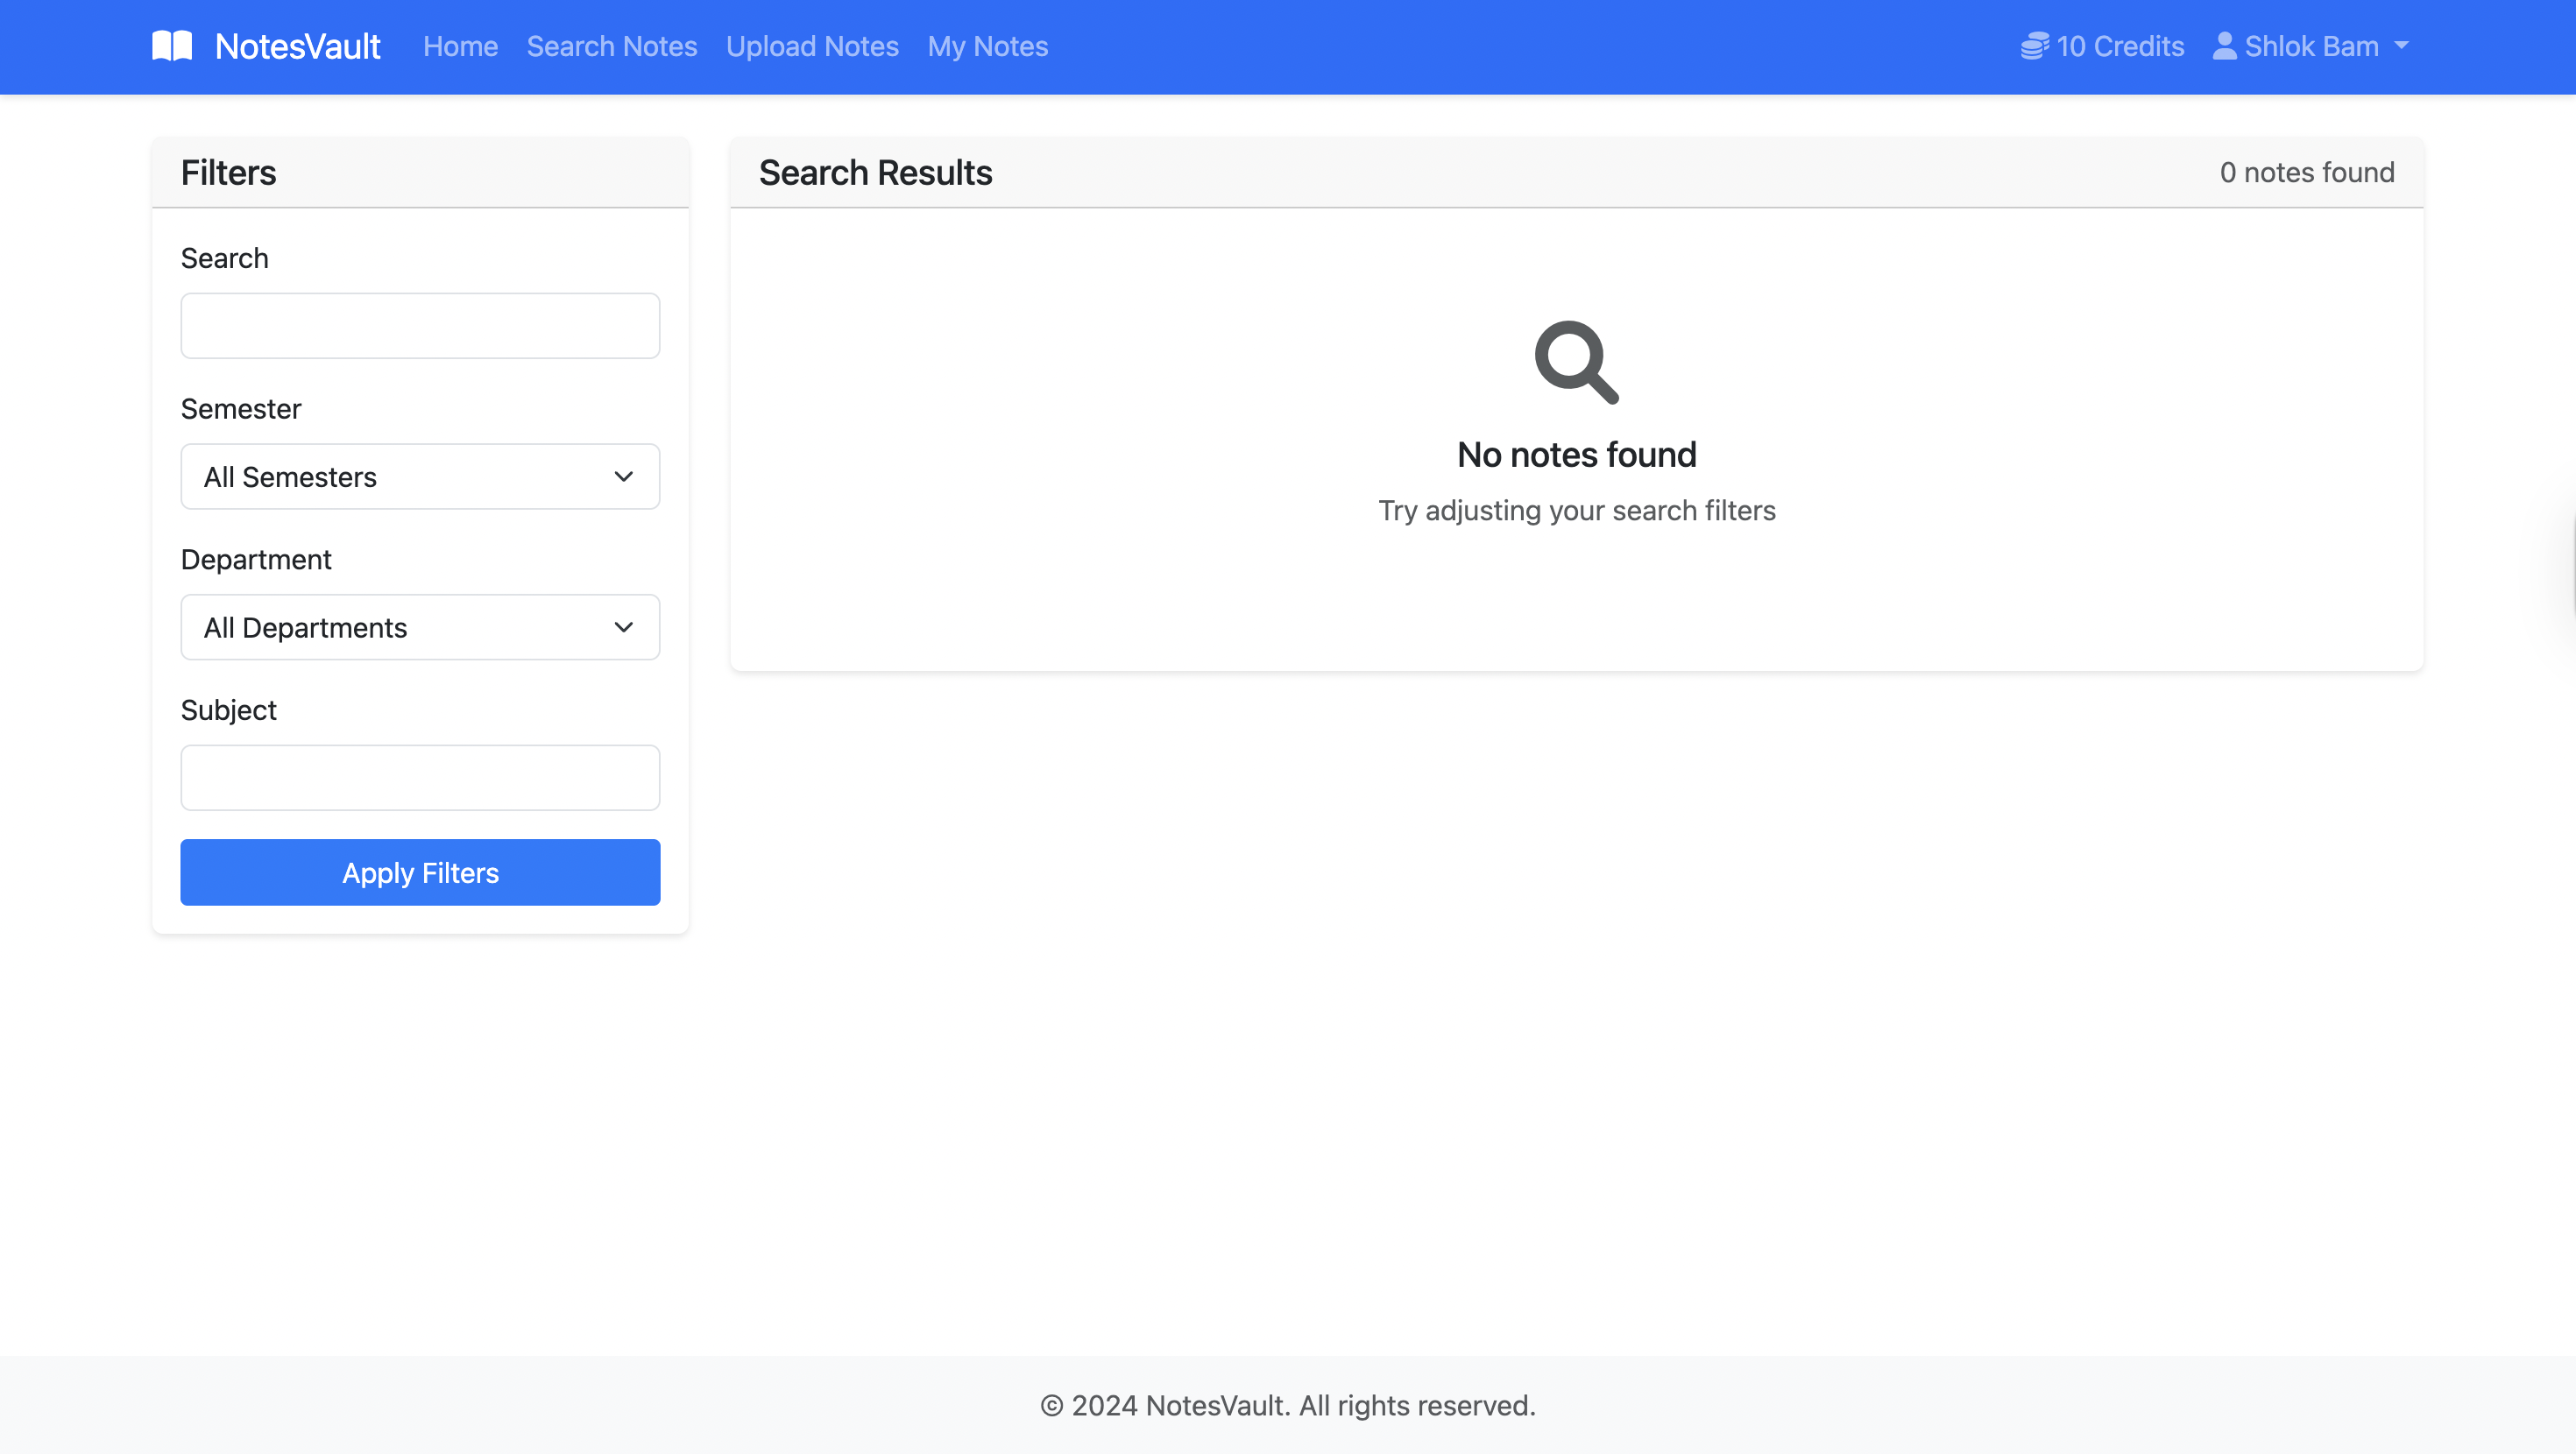 NotesVault Home Search Notes Upload Notes My Notes 10 Credits Shlok Bam
Filters
Search
Semester
All Semesters
Department
All Departments
Subject
Apply Filters
Search Results 0 notes found
No notes found
Try adjusting your search filters
© 2024 NotesVault. All rights reserved.